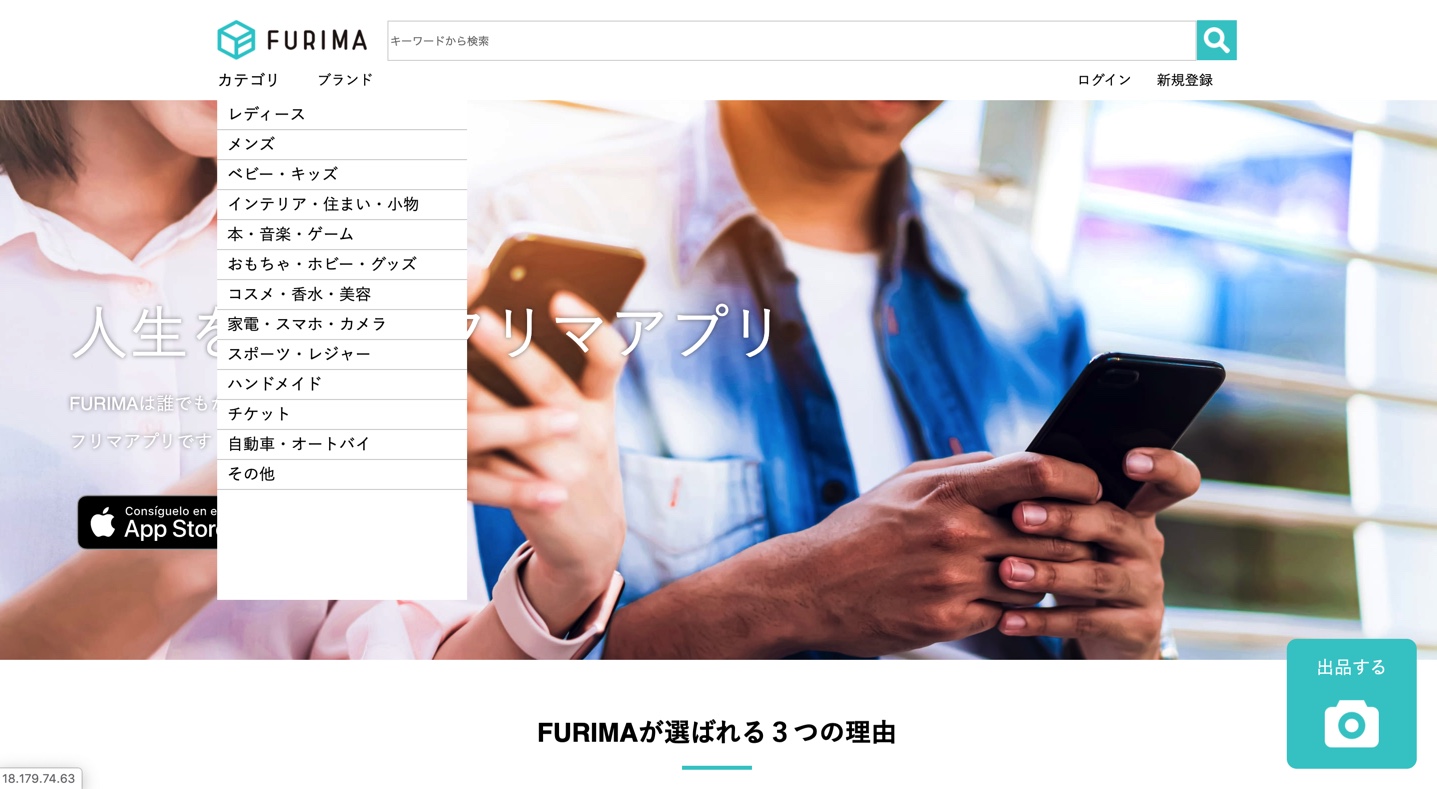 FURIMA
キーワードから検索
カテゴリ ブランド ログイン 新規登録
レディース
メンズ
ベビー・キッズ
インテリア・住まい・小物
本・音楽・ゲーム
おもちゃ・ホビー・グッズ
コスメ・香水・美容
家電・スマホ・カメラ
スポーツ・レジャー
ハンドメイド
チケット
自動車・オートバイ
その他
人生を フリマアプリ
FURIMAは誰でも
フリマアプリです
Consíguelo en e
App Store
出品する
FURIMAが選ばれる３つの理由
18.179.74.63